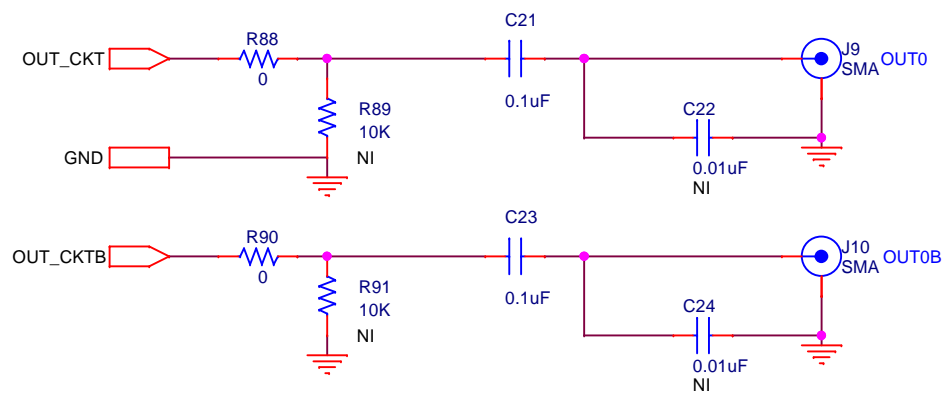 C21
R88
J9
OUT0
OUT_CKT
SMA
0
0.1uF
R89
C22
10K
GND
NI
0.01uF
NI
C23
R90
J10
OUT0B
OUT_CKTB
SMA
0
R91
0.1uF
C24
10K
NI
0.01uF
NI